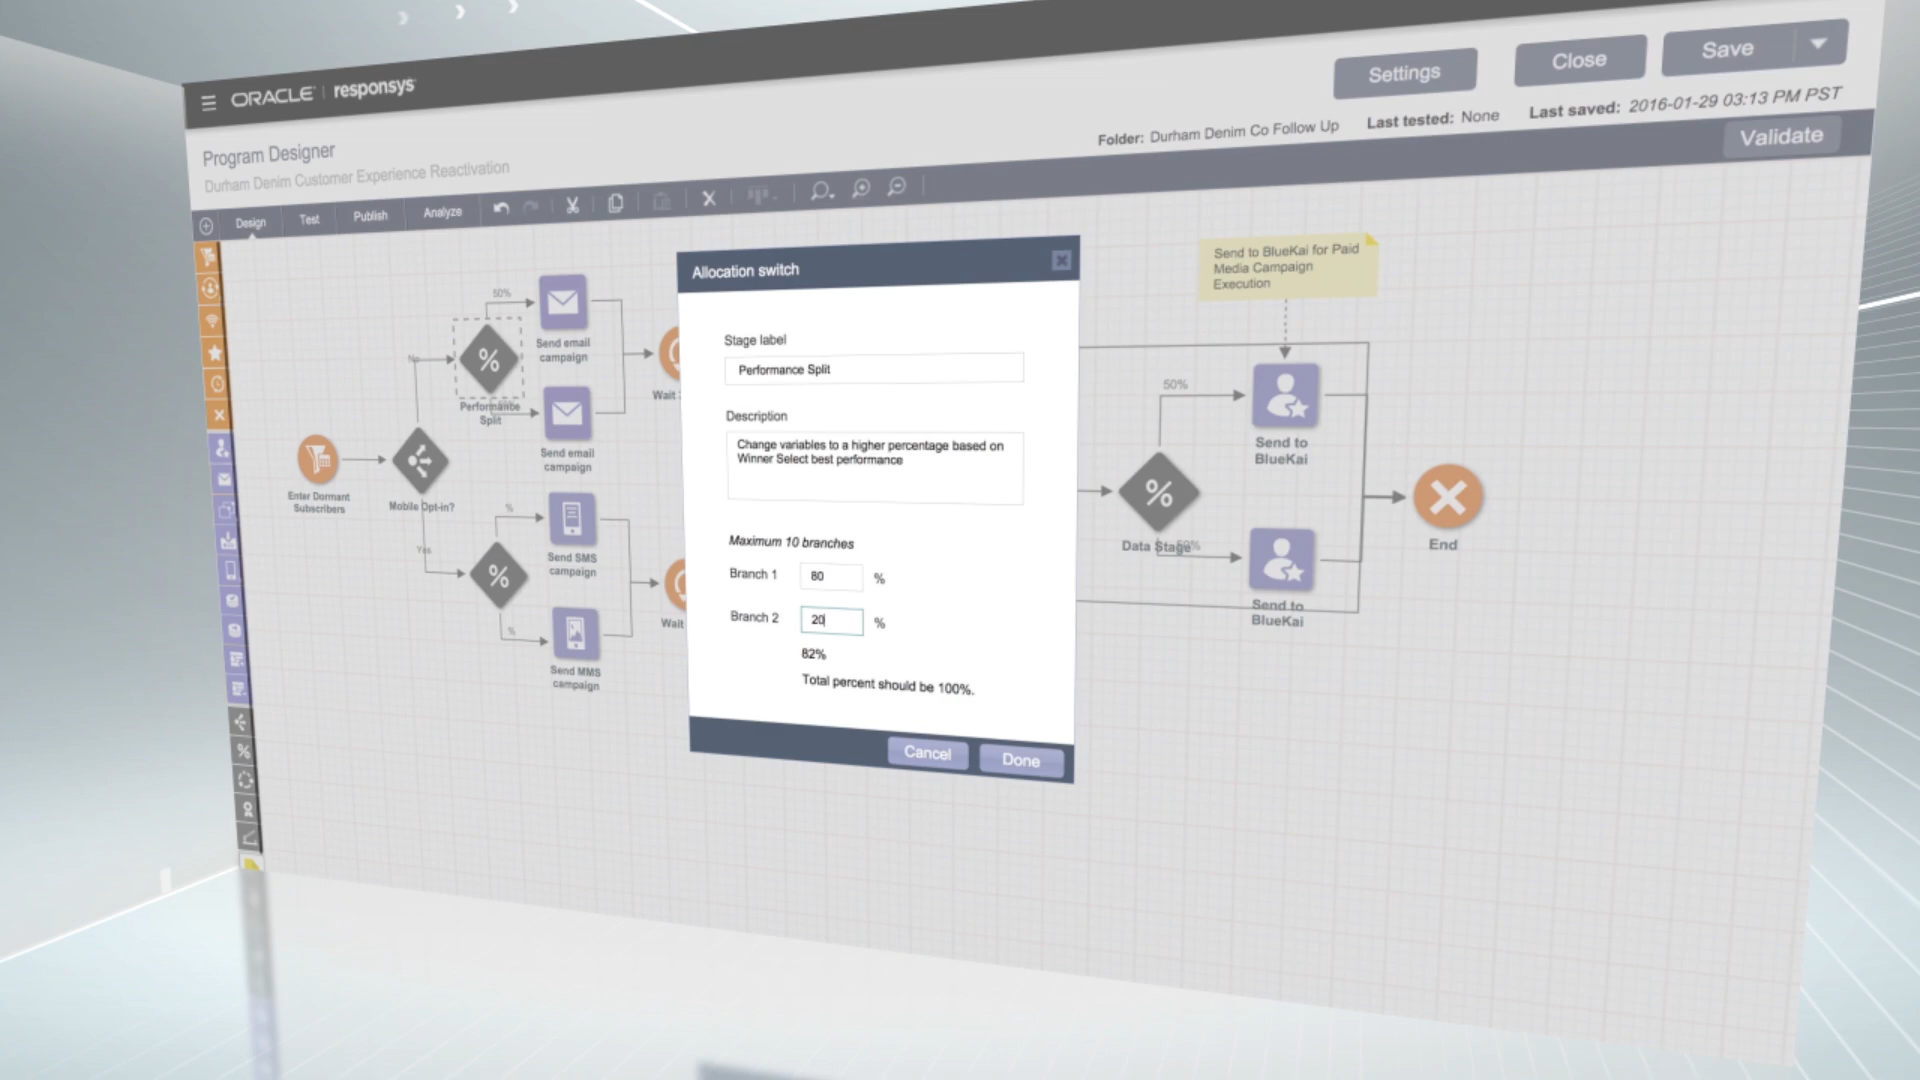 ORACLE | responsys
Settings
Close
Save
Program Designer
Durham Denim Customer Experience Reactivation
Folder: Durham Denim Co Follow Up
Last tested: None
Last saved: 2016-01-29 03:13 PM PST
Design
Test
Publish
Analyze
Validate
Allocation switch
Stage label
Performance Split
Description
Change variables to a higher percentage based on
Winner Select best performance
Maximum 10 branches
Branch 1
80
%
Branch 2
20
%
82%
Total percent should be 100%.
Cancel
Done
Enter Dormant
Subscribers
Mobile Opt-in?
No
Yes
%
Performance
Split
50%
Send email
campaign
Send email
campaign
Wait
%
%
%
Send SMS
campaign
Send MMS
campaign
Wait
Send to BlueKai for Paid
Media Campaign
Execution
50%
%
Data Stage
50%
Send to
BlueKai
Send to
BlueKai
End
%